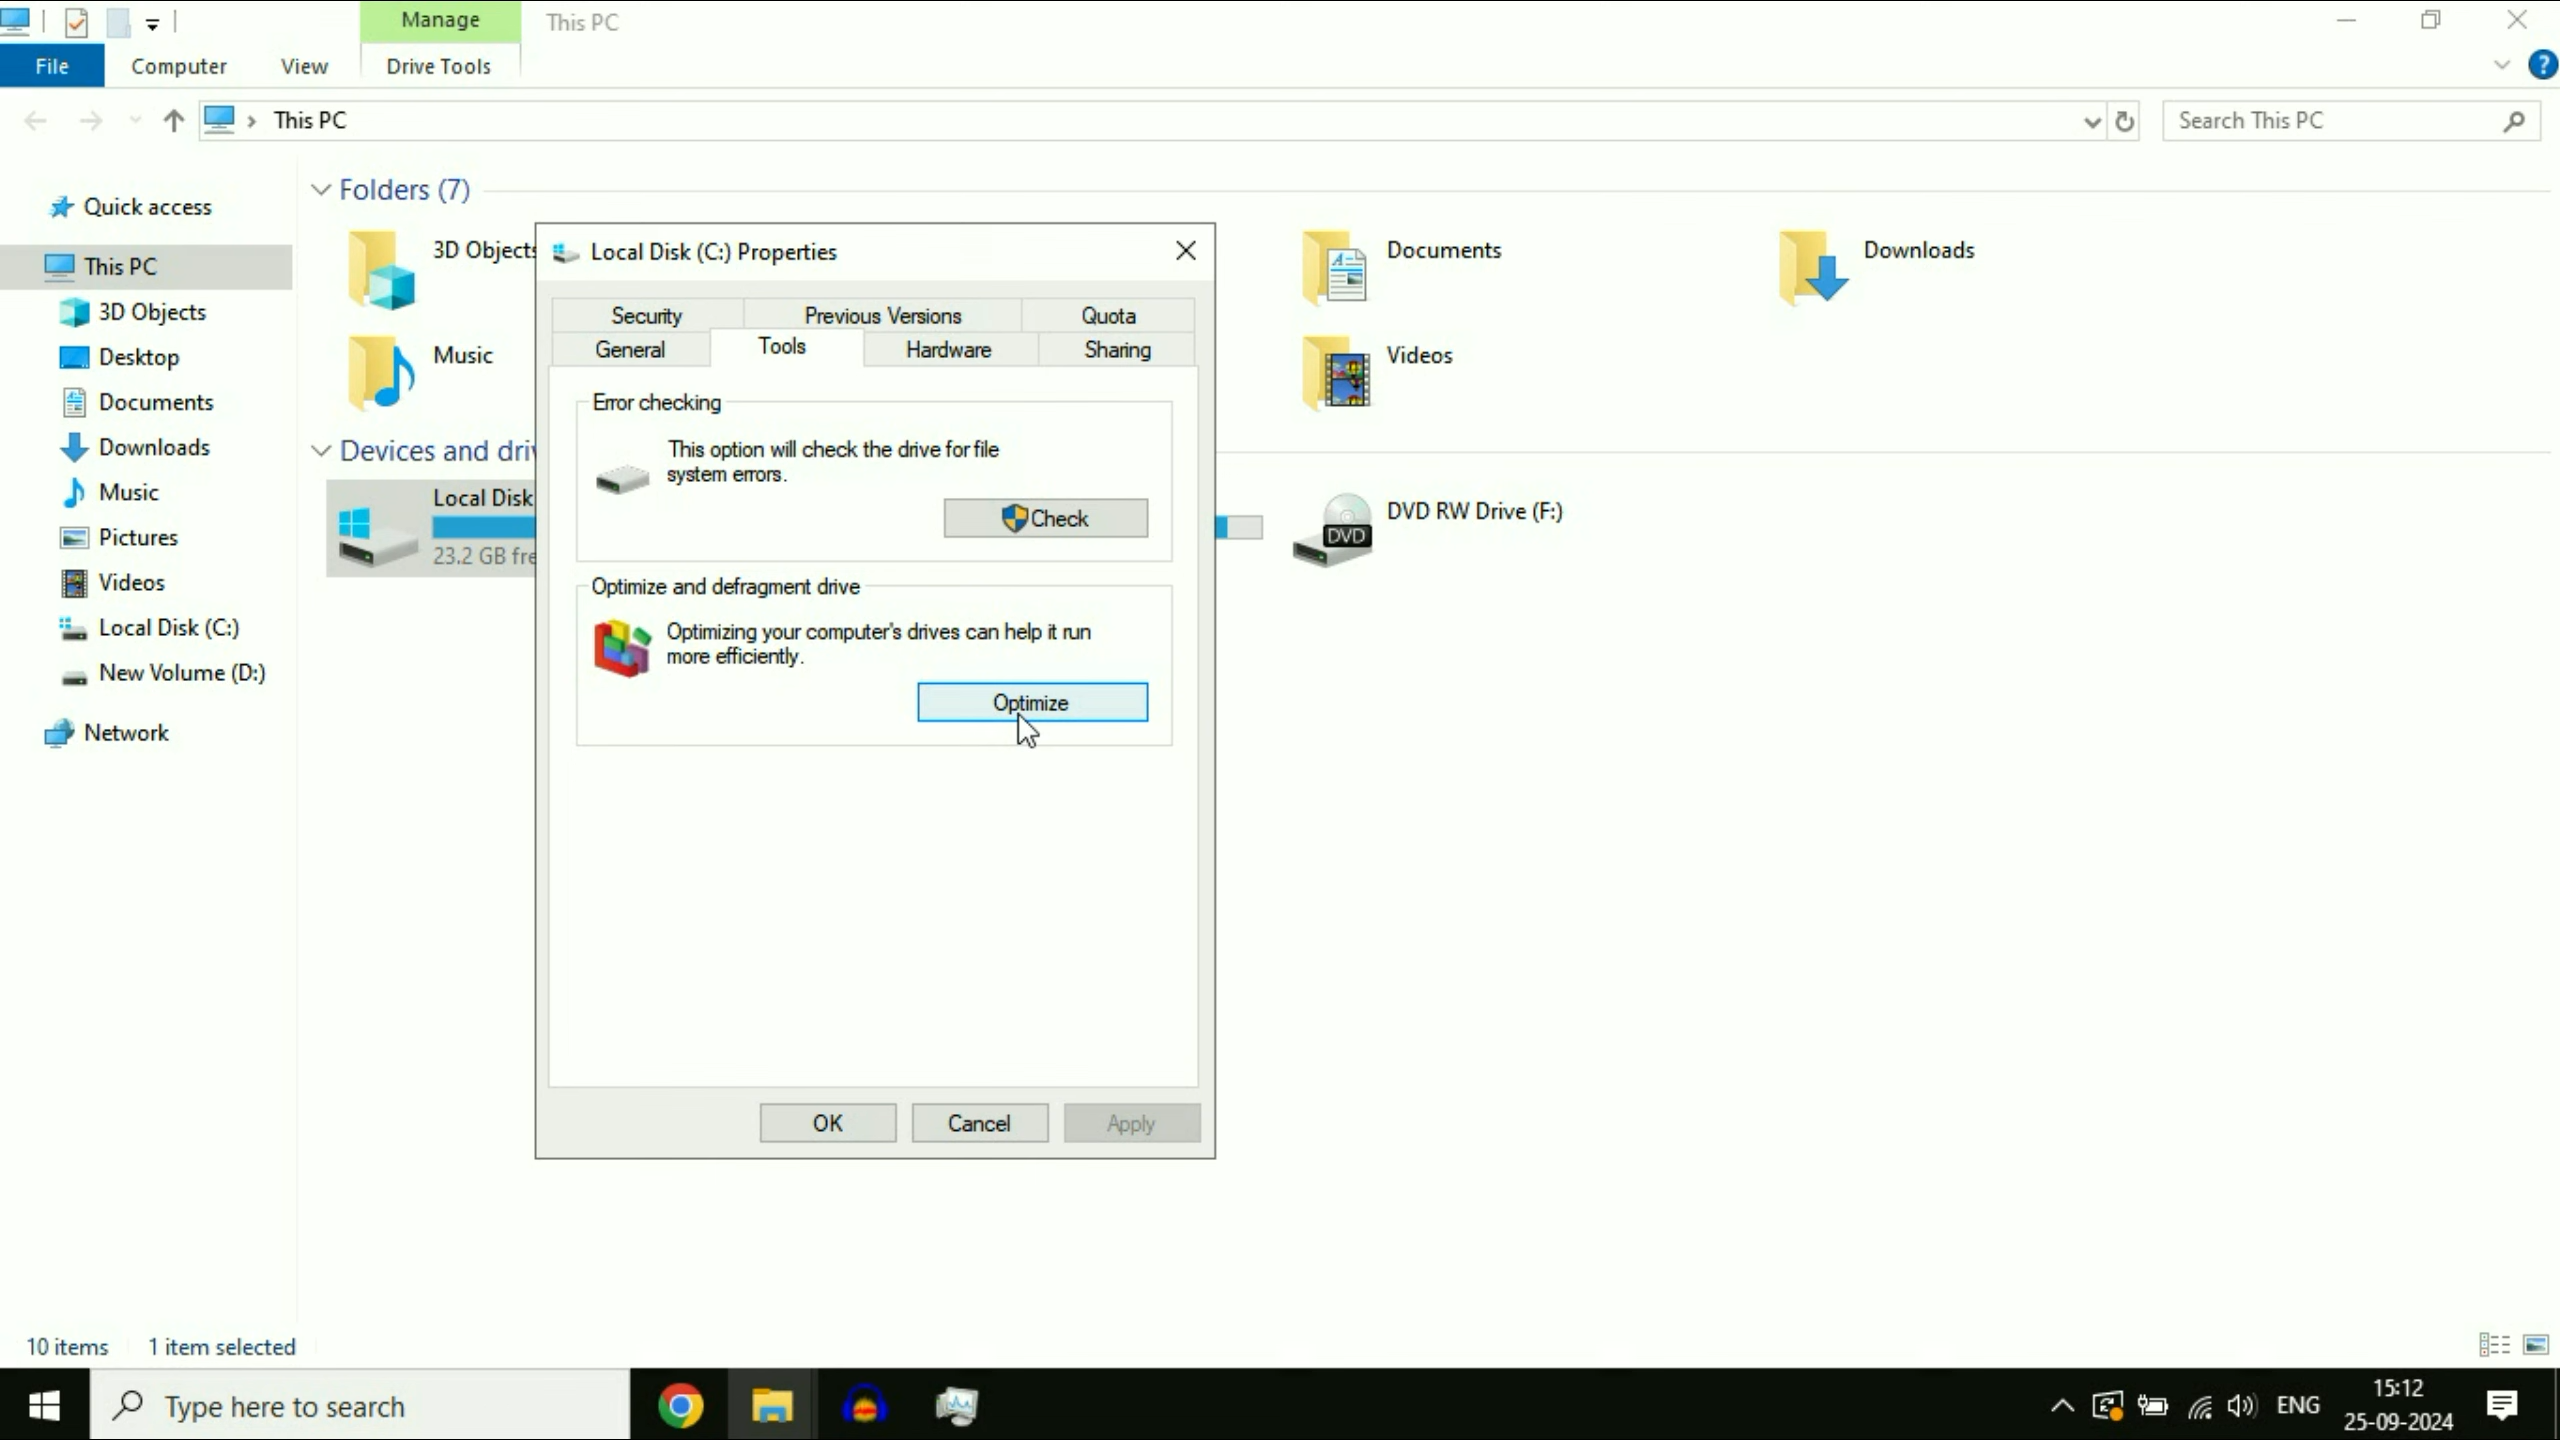 Manage
This PC
File
Computer
View
Drive Tools
This PC
Search This PC
Quick access
This PC
3D Objects
Desktop
Documents
Downloads
Music
Pictures
Videos
Local Disk (C:)
New Volume (D:)
Network
Folders (7)
3D Objects
Documents
Downloads
Music
Videos
Devices and
Local Disk
23.2 GB
DVD RW Drive (F:)
DVD
Local Disk (C:) Properties
Security
Previous Versions
Quota
General
Tools
Hardware
Sharing
Error checking
This option will check the drive for file
system errors.
Check
Optimize and defragment drive
Optimizing your computer's drives can help it run
more efficiently.
Optimize
OK
Cancel
Apply
10 items
1 item selected
Type here to search
ENG
15:12
25-09-2024